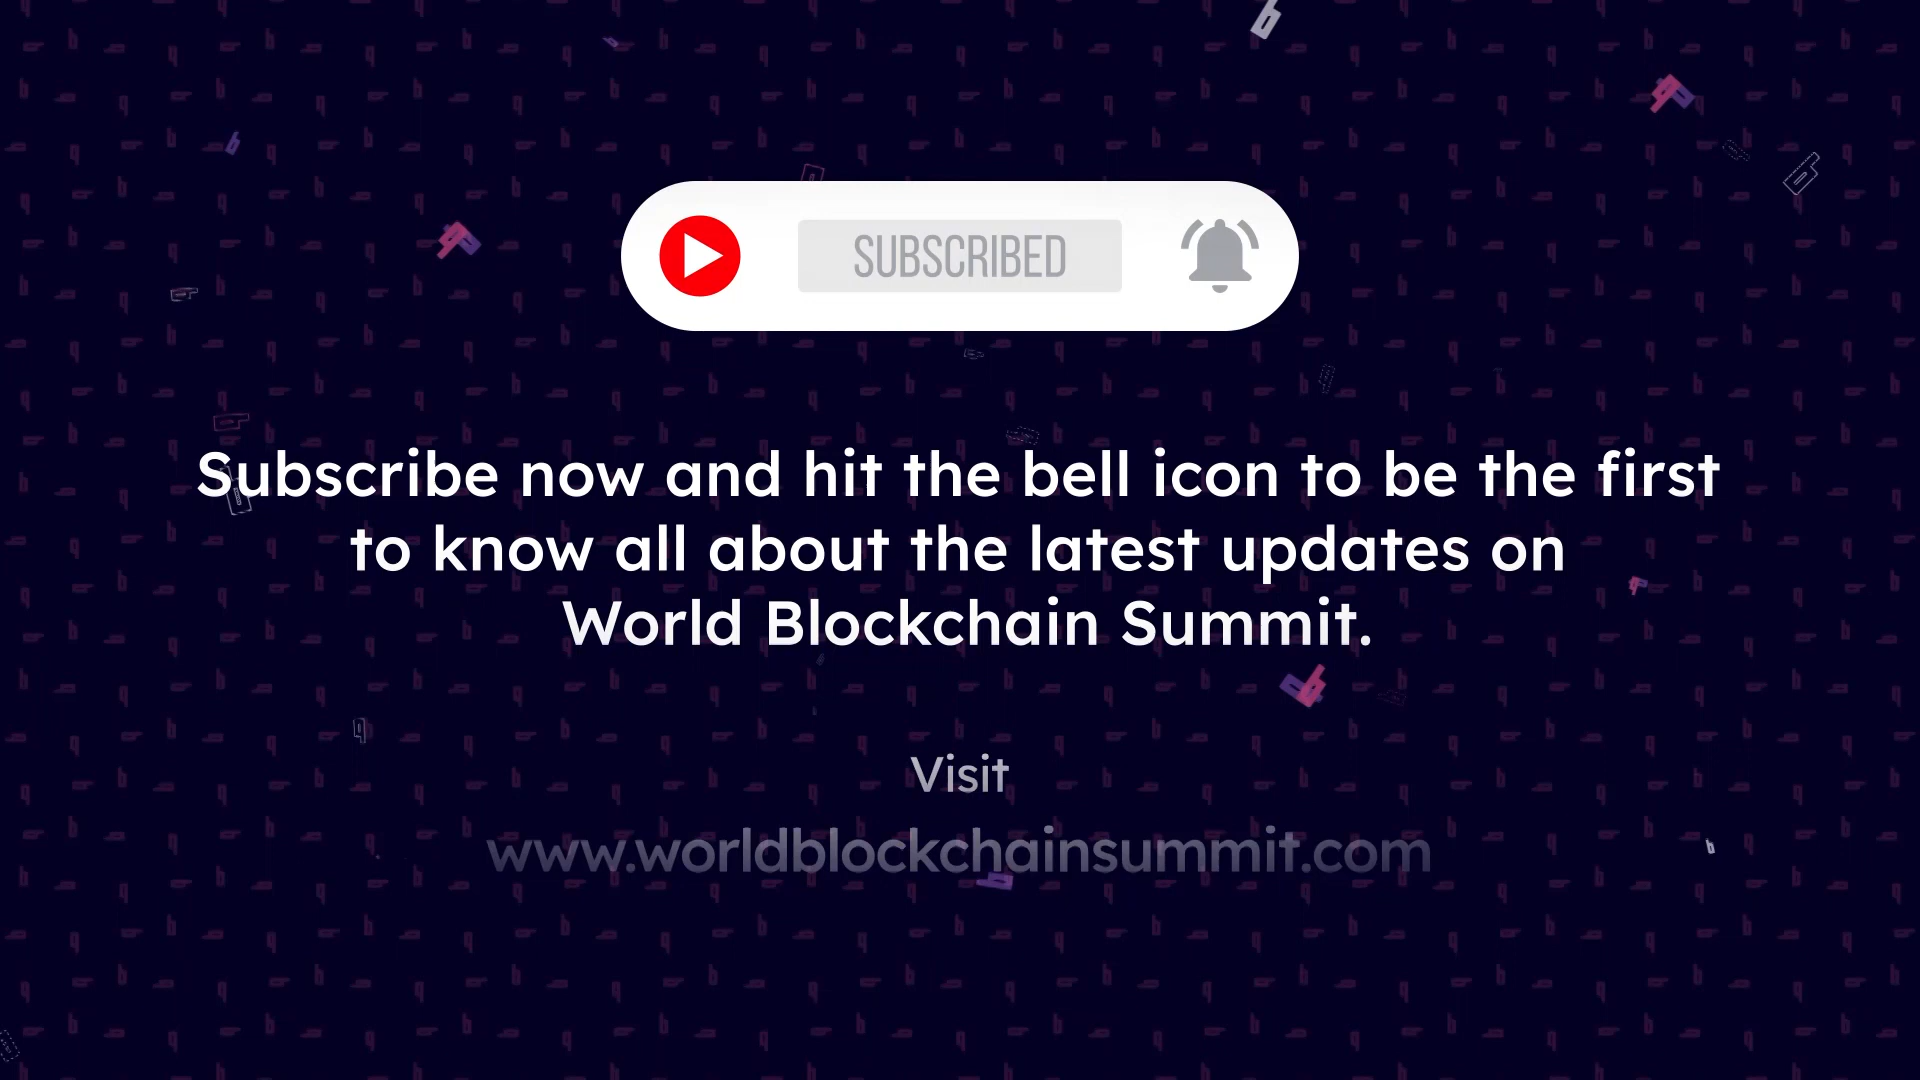 SUBSCRIBED
Subscribe now and hit the bell icon to be the first
to know all about the latest updates on
World Blockchain Summit.
Visit
www.worldblockchainsummit.com